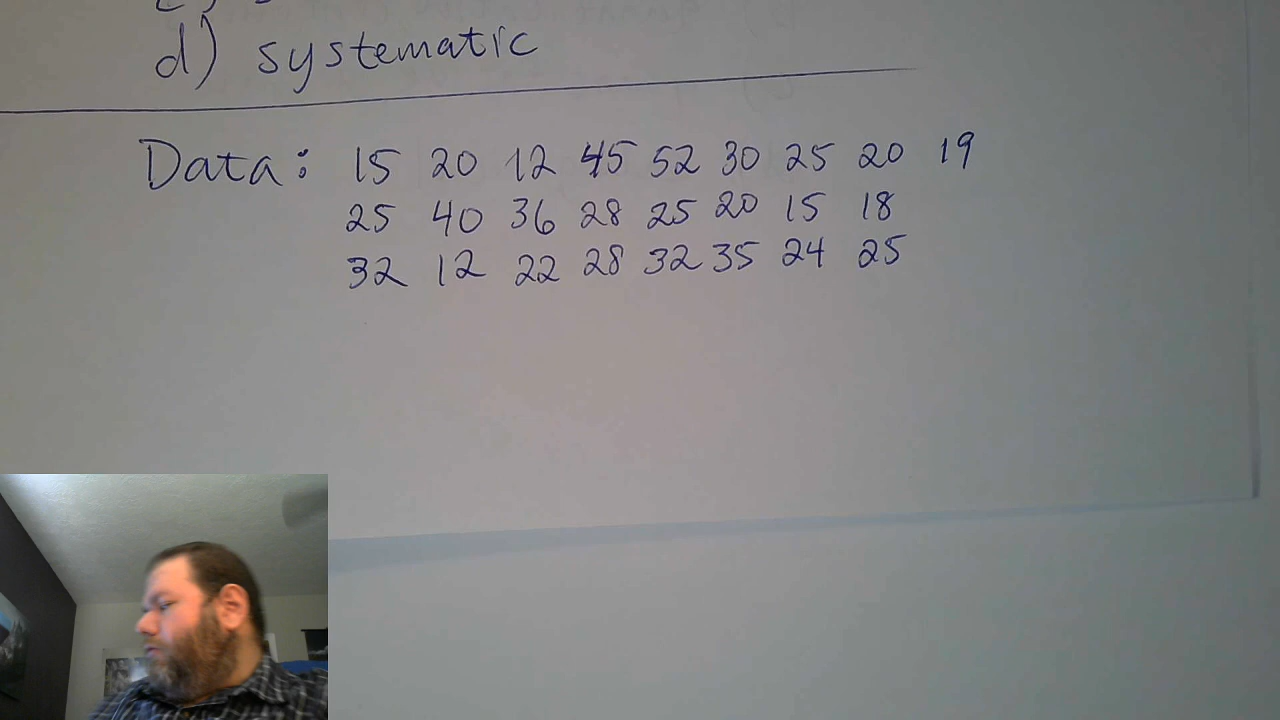 d) systematic
Data: 15 20 12 45 52 30 25 20 19
25 40 36 28 25 20 15 18
32 12 22 28 32 35 24 25